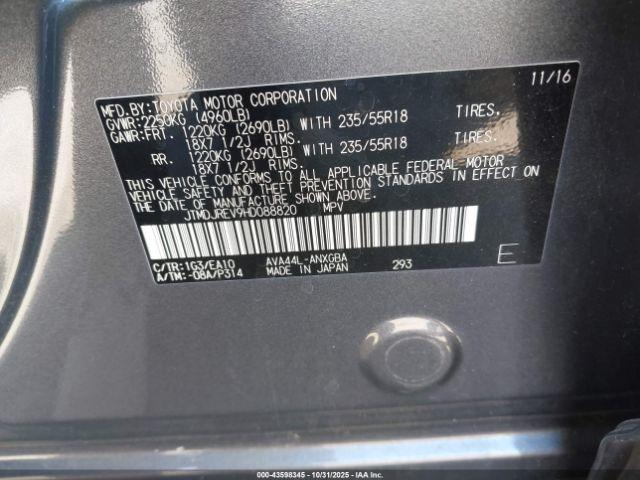 11/16
MFD.BY:TOYOTA MOTOR CORPORATION
GVWR:2250KG (4960LB)
GAWR:FRT. 1220KG (2690LB) WITH 235/55R18 TIRES.
18X7 1/2J RIMS.
RR. 1220KG (2690LB) WITH 235/55R18 TIRES.
18X7 1/2J RIMS.
THIS VEHICLE CONFORMS TO ALL APPLICABLE FEDERAL MOTOR
VEHICLE SAFETY AND THEFT PREVENTION STANDARDS IN EFFECT ON
THE DATE OF MANUFACTURE SHOWN ABOVE.
JTMDJREV9HD088820 MPV
C/TR:1G3/EA10 AVA44L-ANXGBA
A/TM:-08A/P314 MADE IN JAPAN 293 E
000-43598345 - 10/31/2025 - IAA Inc.